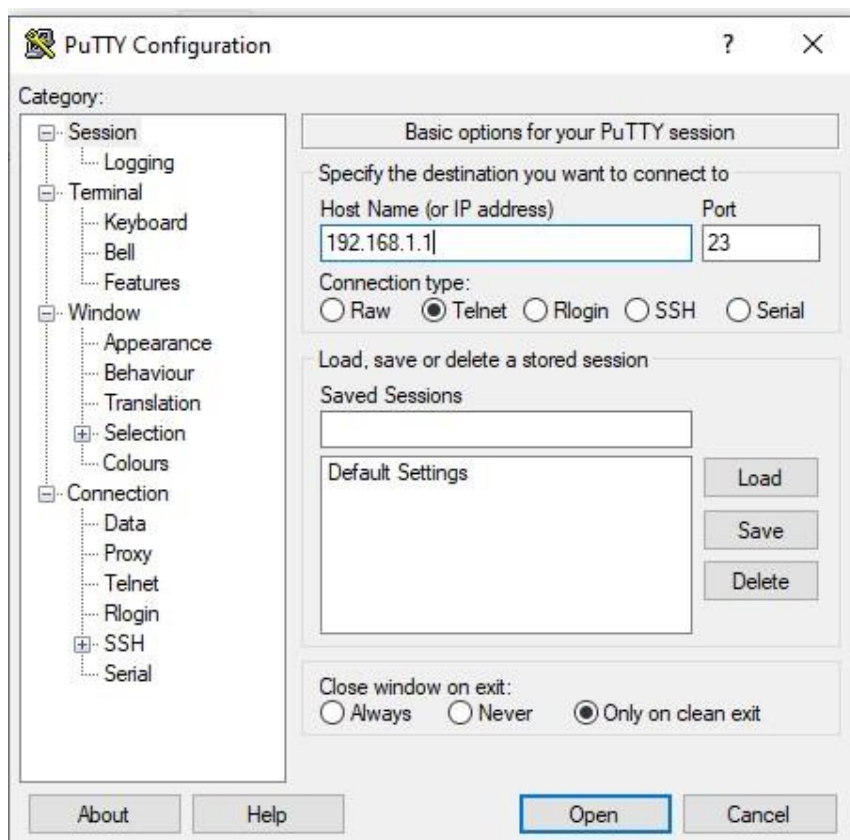 PuTTY Configuration
?
Category:
Session
Logging
Terminal
Keyboard
Bell
Features
Window
Appearance
Behaviour
Translation
Selection
Colours
Connection
Data
Proxy
Telnet
Rlogin
SSH
Serial
Basic options for your PuTTY session
Specify the destination you want to connect to
Host Name (or IP address) Port
192.168.1.1 23
Connection type:
Raw Telnet Rlogin SSH Serial
Load, save or delete a stored session
Saved Sessions
Default Settings
Load
Save
Delete
Close window on exit:
Always Never Only on clean exit
About Help Open Cancel